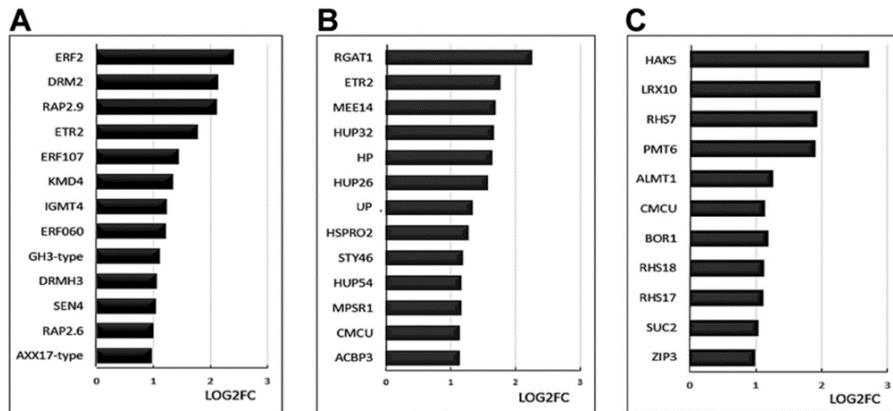 A
ERF2
DRM2
RAP2.9
ETR2
ERF107
KMD4
IGMT4
ERF060
GH3-type
DRMH3
SEN4
RAP2.6
AXX17-type
0 1 2 3
LOG2FC
B
RGAT1
ETR2
MEE14
HUP32
HP
HUP26
UP
HSPRO2
STY46
HUP54
MPSR1
CMCU
ACBP3
0 1 2 3
LOG2FC
C
HAK5
LRX10
RHS7
PMT6
ALMT1
CMCU
BOR1
RHS18
RHS17
SUC2
ZIP3
0 1 2 3
LOG2FC